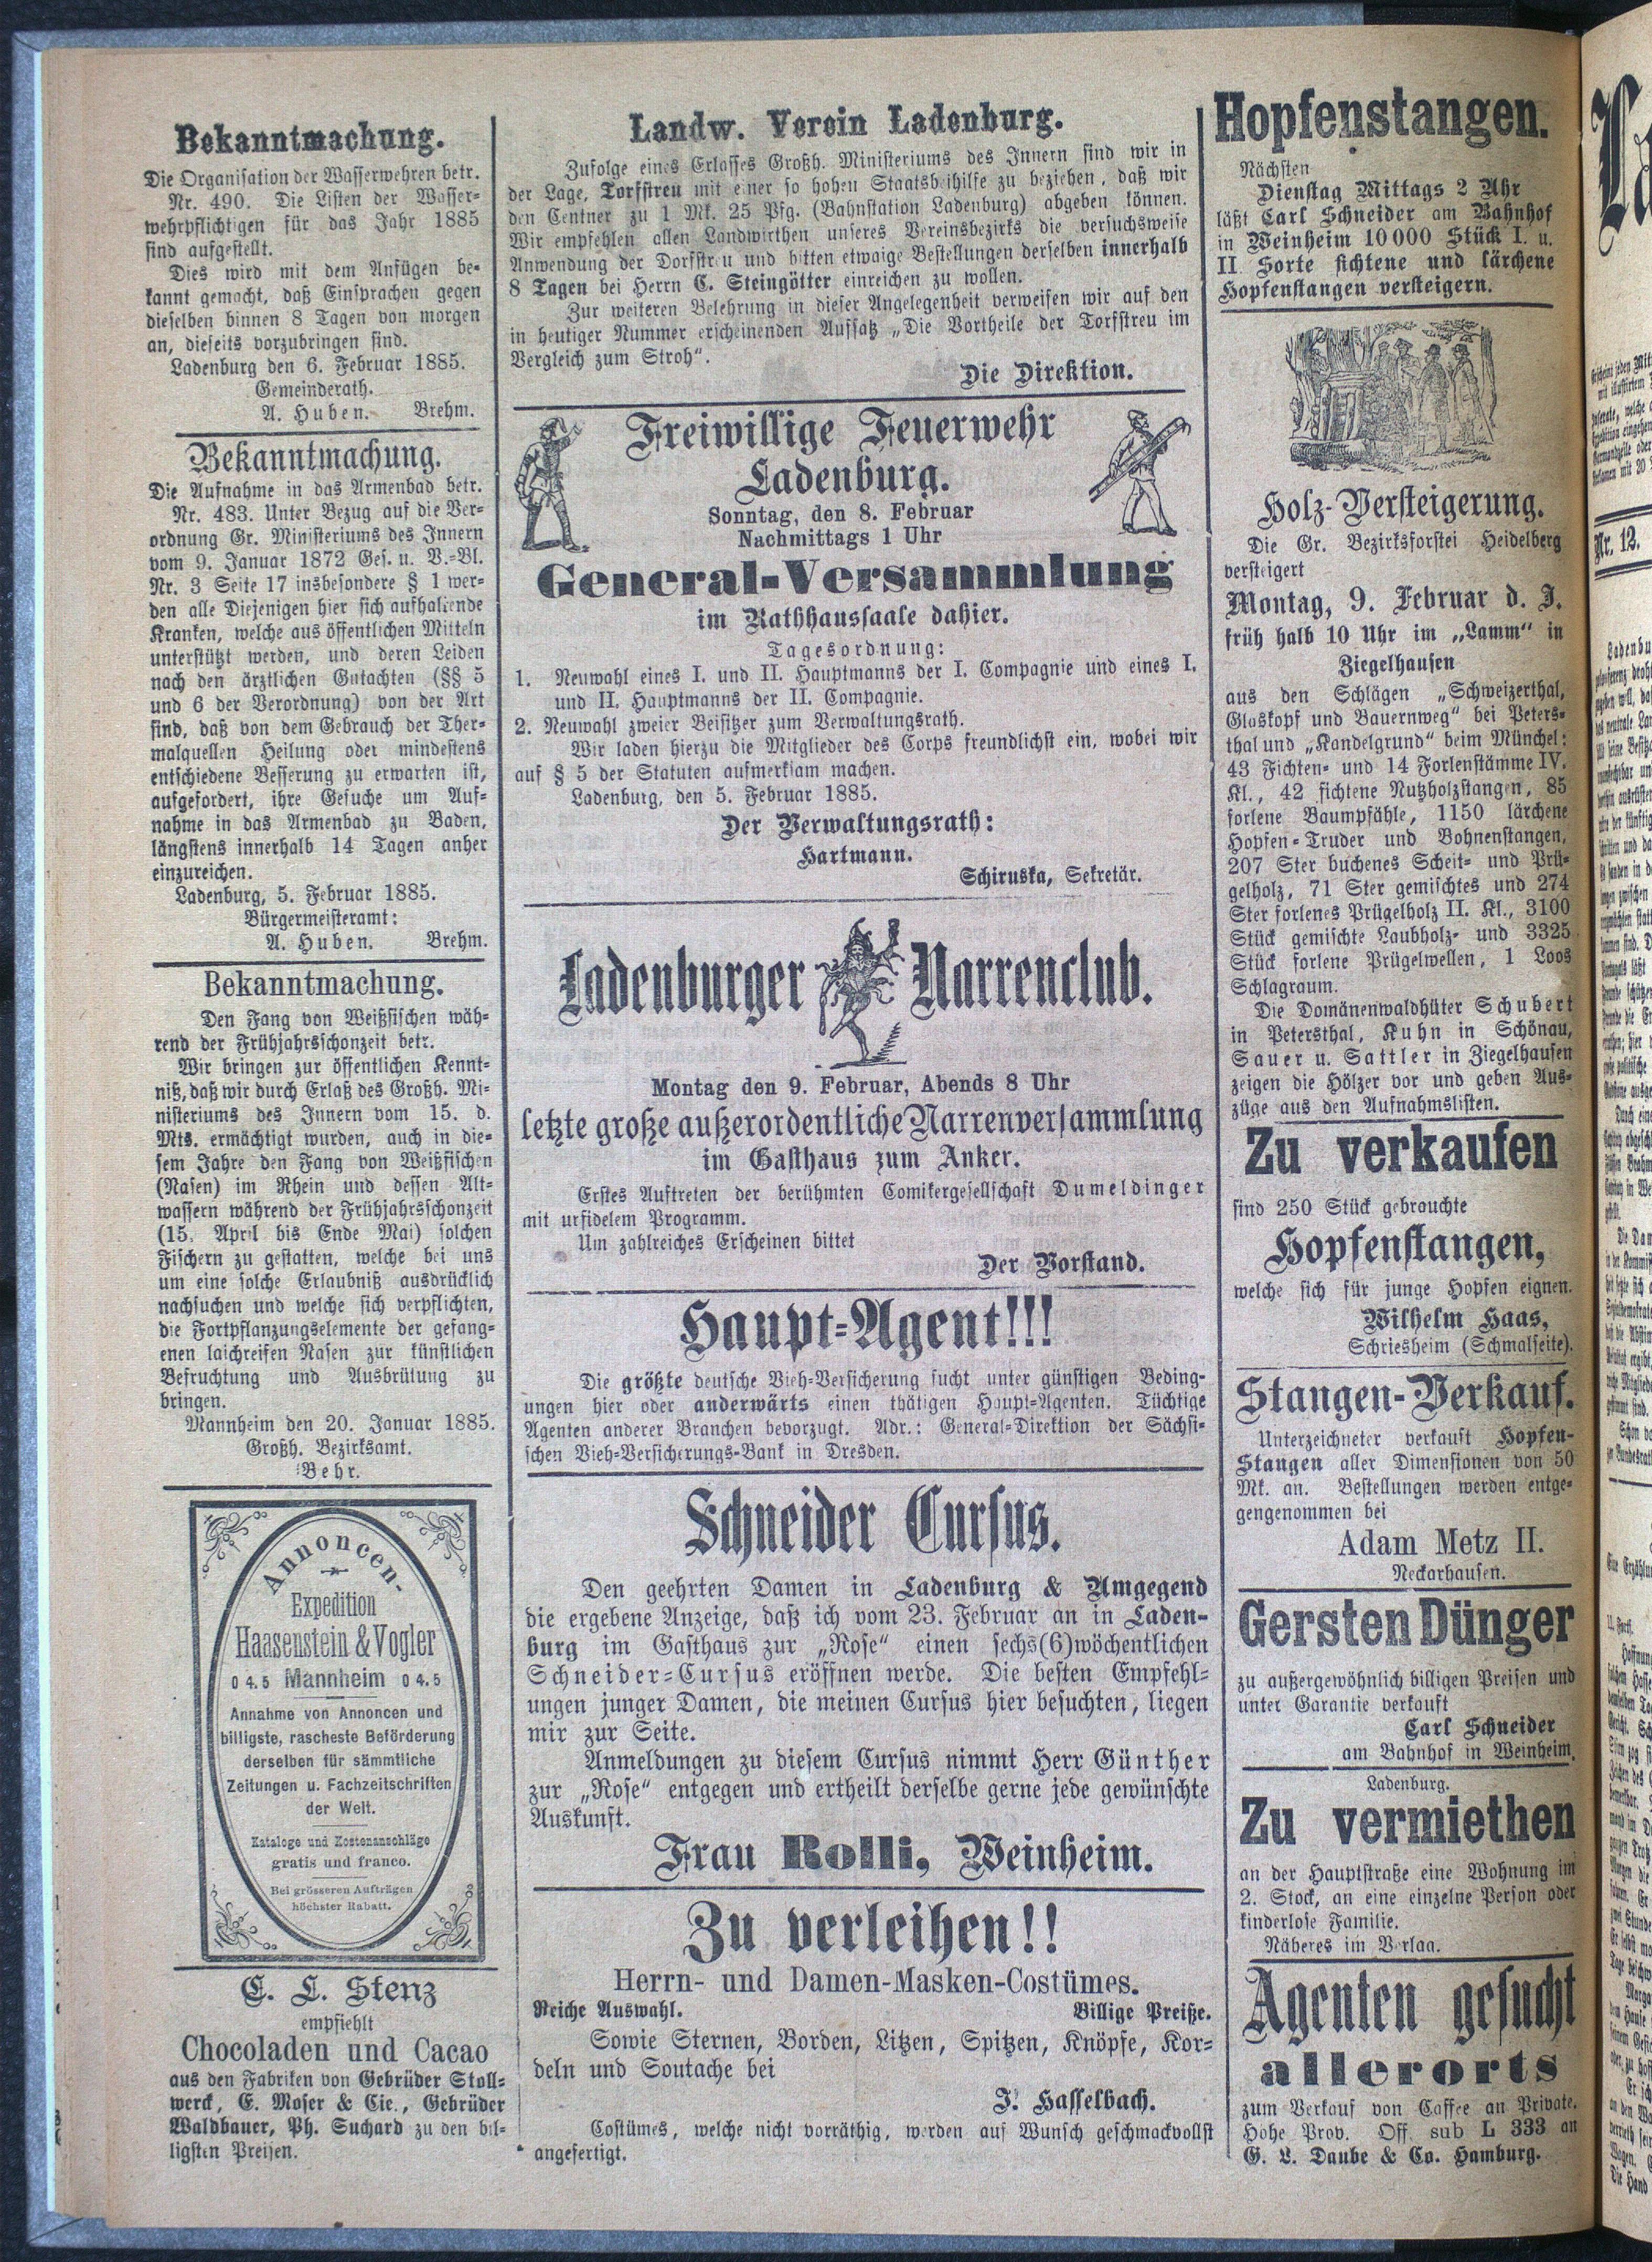 Bekanntmachung.
Die Organisation der Wasserwehren betr.
Nr. 490. Die Listen der Wasser-
wehrpflichtigen für das Jahr 1885
sind aufgestellt.
Dies wird mit dem Anfügen be-
kannt gemacht, daß Einsprachen gegen
dieselben binnen 8 Tagen von morgen
an, dieseits vorzubringen sind.
Ladenburg den 6. Februar 1885.
Gemeinderath.
A. Huben. Brehm.
Bekanntmachung.
Die Aufnahme in das Armenbad betr.
Nr. 483. Unter Bezug auf die Ver-
ordnung Gr. Ministeriums des Innern
vom 9. Januar 1872 Ges. u. V.-Bl.
Nr. 3 Seite 17 insbesondere § 1 wer-
den alle Diejenigen hier sich aufhaltende
Kranken, welche aus öffentlichen Mitteln
unterstützt werden, und deren Leiden
nach den ärztlichen Gutachten (§§ 5
und 6 der Verordnung) von der Art
sind, daß von dem Gebrauch der Ther-
malquellen Heilung oder mindestens
entschiedene Besserung zu erwarten ist,
aufgefordert, ihre Gesuche um Auf-
nahme in das Armenbad zu Baden,
längstens innerhalb 14 Tagen anher
einzureichen.
Ladenburg, 5. Februar 1885.
Bürgermeisteramt:
A. Huben. Brehm.
Bekanntmachung.
Den Fang von Weißfischen wäh-
rend der Frühjahrsschonzeit betr.
Wir bringen zur öffentlichen Kennt-
niß, daß wir durch Erlaß des Großh. Mi-
nisteriums des Innern vom 15. d.
Mts. ermächtigt wurden, auch in die-
sem Jahre den Fang von Weißfischen
(Nasen) im Rhein und dessen Alt-
wassern während der Frühjahrsschonzeit
(15. April bis Ende Mai) solchen
Fischern zu gestatten, welche bei uns
um eine solche Erlaubniß ausdrücklich
nachsuchen und welche sich verpflichten,
die Fortpflanzungselemente der gefang-
enen laichreifen Nasen zur künstlichen
Befruchtung und Ausbrütung zu
bringen.
Mannheim den 20. Januar 1885.
Großh. Bezirksamt.
Behr.
Annoncen-
Expedition
Haasenstein & Vogler
O 4. 5 Mannheim O 4. 5
Annahme von Annoncen und
billigste, rascheste Beförderung
derselben für sämmtliche
Zeitungen u. Fachzeitschriften
der Welt.
Kataloge und Kostenanschläge
gratis und franco.
Bei grösseren Aufträgen
höchster Rabatt.
C. L. Stenz
empfiehlt
Chocoladen und Cacao
aus den Fabriken von Gebrüder Stoll-
werck, E. Moser & Cie., Gebrüder
Waldbauer, Ph. Suchard zu den bil-
ligsten Preisen.
Landw. Verein Ladenburg.
Zufolge eines Erlasses Großh. Ministeriums des Innern sind wir in
der Lage, Torfstreu mit einer so hohen Staatsbeihilfe zu beziehen, daß wir
den Centner zu 1 Mk. 25 Pfg. (Bahnstation Ladenburg) abgeben können.
Wir empfehlen allen Landwirthen unseres Vereinsbezirks die versuchsweise
Anwendung der Dorfstreu und bitten etwaige Bestellungen derselben innerhalb
8 Tagen bei Herrn C. Steingötter einreichen zu wollen.
Zur weiteren Belehrung in dieser Angelegenheit verweisen wir auf den
in heutiger Nummer erscheinenden Aufsatz „Die Vortheile der Torfstreu im
Vergleich zum Stroh“.
Die Direktion.
Freiwillige Feuerwehr
Ladenburg.
Sonntag, den 8. Februar
Nachmittags 1 Uhr
General-Versammlung
im Rathhaussaale dahier.
Tagesordnung:
1. Neuwahl eines I. und II. Hauptmanns der I. Compagnie und eines I.
und II. Hauptmanns der II. Compagnie.
2. Neuwahl zweier Beisitzer zum Verwaltungsrath.
Wir laden hierzu die Mitglieder des Corps freundlichst ein, wobei wir
auf § 5 der Statuten aufmerksam machen.
Ladenburg, den 5. Februar 1885.
Der Verwaltungsrath:
Hartmann.
Schiruska, Sekretär.
Ladenburger Narrenclub.
Montag den 9. Februar, Abends 8 Uhr
letzte große außerordentliche Narrenversammlung
im Gasthaus zum Anker.
Erstes Auftreten der berühmten Comikergesellschaft Dumeldinger
mit urfidelem Programm.
Um zahlreiches Erscheinen bittet
Der Vorstand.
Haupt-Agent!!!
Die größte deutsche Vieh-Versicherung sucht unter günstigen Beding-
ungen hier oder anderwärts einen thätigen Haupt-Agenten. Tüchtige
Agenten anderer Branchen bevorzugt. Adr.: General-Direktion der Sächsi-
schen Vieh-Versicherungs-Bank in Dresden.
Schneider Cursus.
Den geehrten Damen in Ladenburg & Umgegend
die ergebene Anzeige, daß ich vom 23. Februar an in Laden-
burg im Gasthaus zur „Rose“ einen sechs(6)wöchentlichen
Schneider-Cursus eröffnen werde. Die besten Empfehl-
ungen junger Damen, die meinen Cursus hier besuchten, liegen
mir zur Seite.
Anmeldungen zu diesem Cursus nimmt Herr Günther
zur „Rose“ entgegen und ertheilt derselbe gerne jede gewünschte
Auskunft.
Frau Rolli, Weinheim.
Zu verleihen!!
Herrn- und Damen-Masken-Costümes.
Reiche Auswahl. Billige Preiße.
Sowie Sternen, Borden, Litzen, Spitzen, Knöpfe, Kor-
deln und Soutache bei
J. Hasselbach.
Costümes, welche nicht vorräthig, werden auf Wunsch geschmackvollst
angefertigt.
Hopfenstangen.
Nächsten
Dienstag Mittags 2 Uhr
läßt Carl Schneider am Bahnhof
in Weinheim 10000 Stück I. u.
II Sorte fichtene und lärchene
Hopfenstangen versteigern.
Holz-Versteigerung.
Die Gr. Bezirksforstei Heidelberg
versteigert
Montag, 9. Februar d. J.
früh halb 10 Uhr im „Lamm“ in
Ziegelhausen
aus den Schlägen „Schweizerthal,
Glaskopf und Bauernweg“ bei Peters-
thal und „Kandelgrund“ beim Münchel:
43 Fichten- und 14 Forlenstämme IV.
Kl., 42 fichtene Nutzholzstangen, 85
forlene Baumpfähle, 1150 lärchene
Hopfen-Truder und Bohnenstangen,
207 Ster buchenes Scheit- und Prü-
gelholz, 71 Ster gemischtes und 274
Ster forlenes Prügelholz II. Kl., 3100
Stück gemischte Laubholz- und 3325
Stück forlene Prügelwellen, 1 Loos
Schlagraum.
Die Domänenwaldhüter Schubert
in Petersthal, Kuhn in Schönau,
Sauer u. Sattler in Ziegelhausen
zeigen die Hölzer vor und geben Aus-
züge aus den Aufnahmslisten.
Zu verkaufen
sind 250 Stück gebrauchte
Hopfenstangen,
welche sich für junge Hopfen eignen.
Wilhelm Haas,
Schriesheim (Schmalseite).
Stangen-Verkauf.
Unterzeichneter verkauft Hopfen-
Stangen aller Dimensionen von 50
Mk. an. Bestellungen werden entge-
gengenommen bei
Adam Metz II.
Neckarhausen.
Gersten Dünger
zu außergewöhnlich billigen Preisen und
unter Garantie verkauft
Carl Schneider
am Bahnhof in Weinheim.
Ladenburg.
Zu vermiethen
an der Hauptstraße eine Wohnung im
2. Stock, an eine einzelne Person oder
kinderlose Familie.
Näheres im Verlag.
Agenten gesucht
allerorts
zum Verkauf von Caffee an Private.
Hohe Prov. Off. sub L 333 an
G. L. Daube & Co. Hamburg.
Nr. 12.